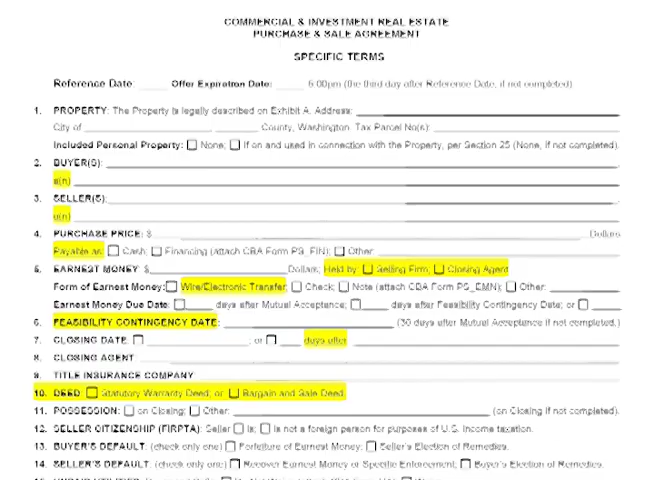 COMMERCIAL & INVESTMENT REAL ESTATE
PURCHASE & SALE AGREEMENT
SPECIFIC TERMS
Reference Date: Offer Expiration Date: 5:00pm (the third day after Reference Date, if not completed)
1. PROPERTY: The Property is legally described on Exhibit A. Address:
City of County, Washington. Tax Parcel No(s):
Included Personal Property: ☐ None; ☐ If on and used in connection with the Property, per Section 25 (None, if not completed).
2. BUYER(S):
a(n)
3. SELLER(S):
a(n)
4. PURCHASE PRICE: $ Dollars
Payable as: ☐ Cash; ☐ Financing (attach CBA Form PS_FIN); ☐ Other:
5. EARNEST MONEY: $ Dollars; Held by: ☐ Selling Firm; ☐ Closing Agent
Form of Earnest Money: ☐ Wire/Electronic Transfer; ☐ Check; ☐ Note (attach CBA Form PS_EMN); ☐ Other:
Earnest Money Due Date: ☐ days after Mutual Acceptance; ☐ days after Feasibility Contingency Date; or ☐
6. FEASIBILITY CONTINGENCY DATE: (30 days after Mutual Acceptance if not completed.)
7. CLOSING DATE: ☐ ; or ☐ days after
8. CLOSING AGENT:
9. TITLE INSURANCE COMPANY
10. DEED: ☐ Statutory Warranty Deed; or ☐ Bargain and Sale Deed.
11. POSSESSION: ☐ on Closing; ☐ Other: (on Closing if not completed).
12. SELLER CITIZENSHIP (FIRPTA): Seller ☐ is; ☐ is not a foreign person for purposes of U.S. income taxation.
13. BUYER'S DEFAULT: (check only one) ☐ Forfeiture of Earnest Money; ☐ Seller's Election of Remedies.
14. SELLER'S DEFAULT: (check only one) ☐ Recover Earnest Money or Specific Enforcement; ☐ Buyer's Election of Remedies.